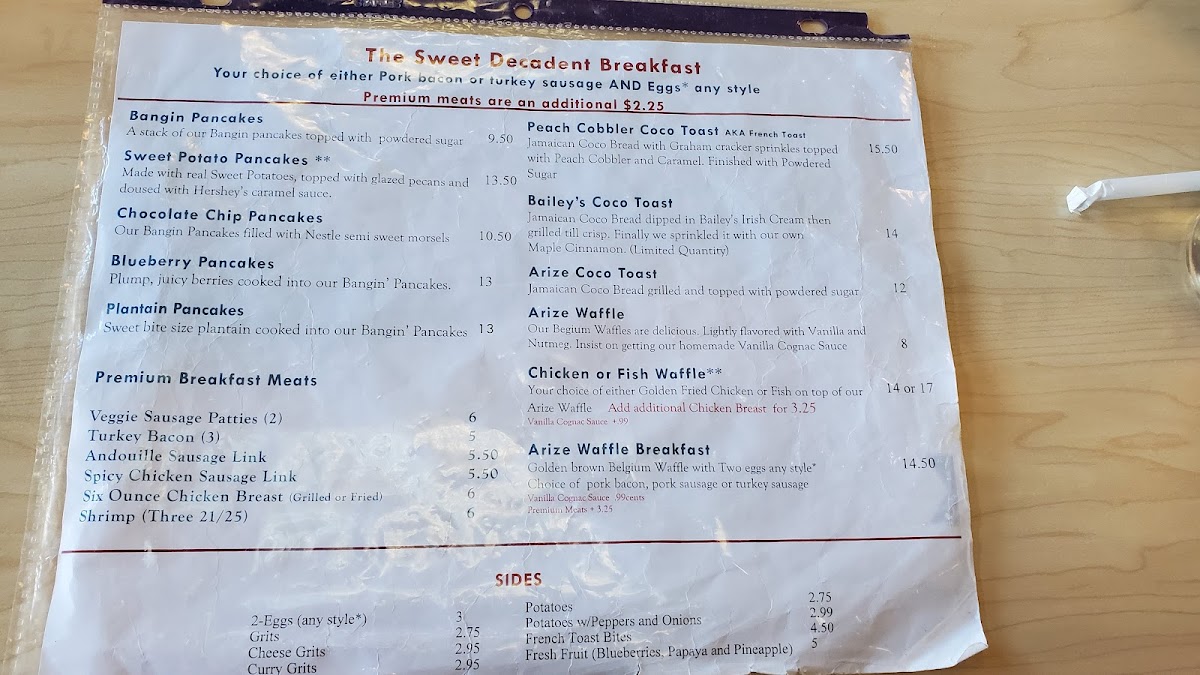 The Sweet Decadent Breakfast
Your choice of either Pork bacon or turkey sausage AND Eggs* any style
Premium meats are an additional $2.25
Bangin Pancakes
A stack of our Bangin pancakes topped with powdered sugar 9.50
Sweet Potato Pancakes **
Made with real Sweet Potatoes, topped with glazed pecans and 13.50
doused with Hershey's caramel sauce.
Chocolate Chip Pancakes
Our Bangin Pancakes filled with Nestle semi sweet morsels 10.50
Blueberry Pancakes
Plump, juicy berries cooked into our Bangin' Pancakes. 13
Plantain Pancakes
Sweet bite size plantain cooked into our Bangin' Pancakes 13
Premium Breakfast Meats
Veggie Sausage Patties (2) 6
Turkey Bacon (3) 5
Andouille Sausage Link 5.50
Spicy Chicken Sausage Link 5.50
Six Ounce Chicken Breast (Grilled or Fried) 6
Shrimp (Three 21/25) 6
Peach Cobbler Coco Toast AKA French Toast
Jamaican Coco Bread with Graham cracker sprinkles topped 15.50
with Peach Cobbler and Caramel. Finished with Powdered
Sugar
Bailey's Coco Toast
Jamaican Coco Bread dipped in Bailey's Irish Cream then
grilled till crisp. Finally we sprinkled it with our own 14
Maple Cinnamon. (Limited Quantity)
Arize Coco Toast
Jamaican Coco Bread grilled and topped with powdered sugar 12
Arize Waffle
Our Begium Waffles are delicious. Lightly flavored with Vanilla and
Nutmeg. Insist on getting our homemade Vanilla Cognac Sauce 8
Chicken or Fish Waffle**
Your choice of either Golden Fried Chicken or Fish on top of our 14 or 17
Arize Waffle Add additional Chicken Breast for 3.25
Vanilla Cognac Sauce +.99
Arize Waffle Breakfast
Golden brown Belgium Waffle with Two eggs any style* 14.50
Choice of pork bacon, pork sausage or turkey sausage
Vanilla Cognac Sauce .99cents
Premium Meats + 3.25
SIDES
2-Eggs (any style*) 3
Grits 2.75
Cheese Grits 2.95
Curry Grits 2.95
Potatoes 2.75
Potatoes w/Peppers and Onions 2.99
French Toast Bites 4.50
Fresh Fruit (Blueberries, Papaya and Pineapple) 5